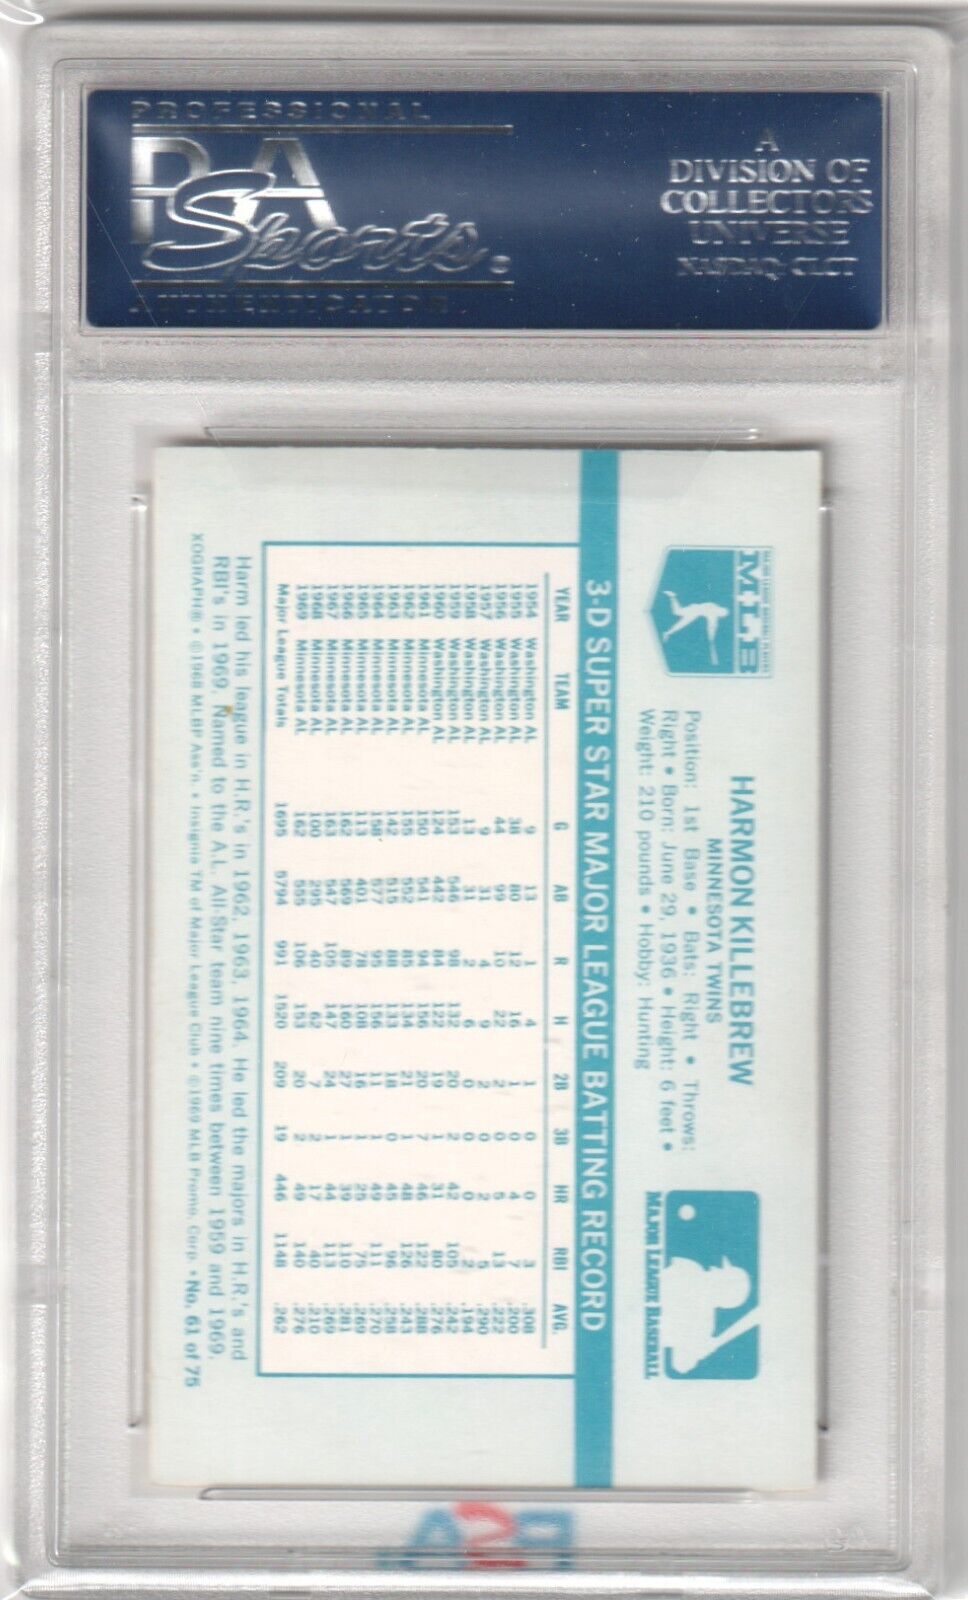 PROFESSIONAL
PSA
Sports
AUTHENTICATOR
A
DIVISION OF
COLLECTORS
UNIVERSE
NASDAQ: CLCT
MLB
HARMON KILLEBREW
MINNESOTA TWINS
Position: 1st Base • Bats: Right • Throws:
Right • Born: June 29, 1936 • Height: 6 feet •
Weight: 210 pounds • Hobby: Hunting
MAJOR LEAGUE BASEBALL
3-D SUPER STAR MAJOR LEAGUE BATTING RECORD
YEAR TEAM G AB R H 2B 3B HR RBI AVG.
1954 Washington AL 9 13 1 4 1 0 0 3 .308
1955 Washington AL 38 80 12 16 1 0 4 7 .200
1956 Washington AL 44 99 10 22 2 0 5 13 .222
1957 Washington AL 9 31 4 9 2 0 2 5 .290
1958 Washington AL 13 31 2 6 0 0 0 2 .194
1959 Washington AL 153 546 98 132 20 2 42 105 .242
1960 Washington AL 124 442 84 122 19 1 31 80 .276
1961 Minnesota AL 150 541 94 156 20 7 46 122 .288
1962 Minnesota AL 155 552 85 134 21 1 48 126 .243
1963 Minnesota AL 142 515 88 133 18 0 45 96 .258
1964 Minnesota AL 158 577 95 156 11 1 49 111 .270
1965 Minnesota AL 113 401 78 108 16 1 25 75 .269
1966 Minnesota AL 162 569 89 160 27 1 39 110 .281
1967 Minnesota AL 163 547 105 147 24 1 44 113 .269
1968 Minnesota AL 100 295 40 62 7 2 17 40 .210
1969 Minnesota AL 162 555 106 153 20 2 49 140 .276
Major League Totals 1695 5794 991 1520 209 19 446 1148 .262
Harm led his league in H.R.'s in 1962, 1963, 1964. He led the majors in H.R.'s and
RBI's in 1969. Named to the A.L. All-Star team nine times between 1959 and 1969.
XOGRAPH® • ©1968 MLBP Ass'n. • Insignia TM of Major League Club • ©1969 MLB Promo. Corp. • No. 61 of 75
PSA